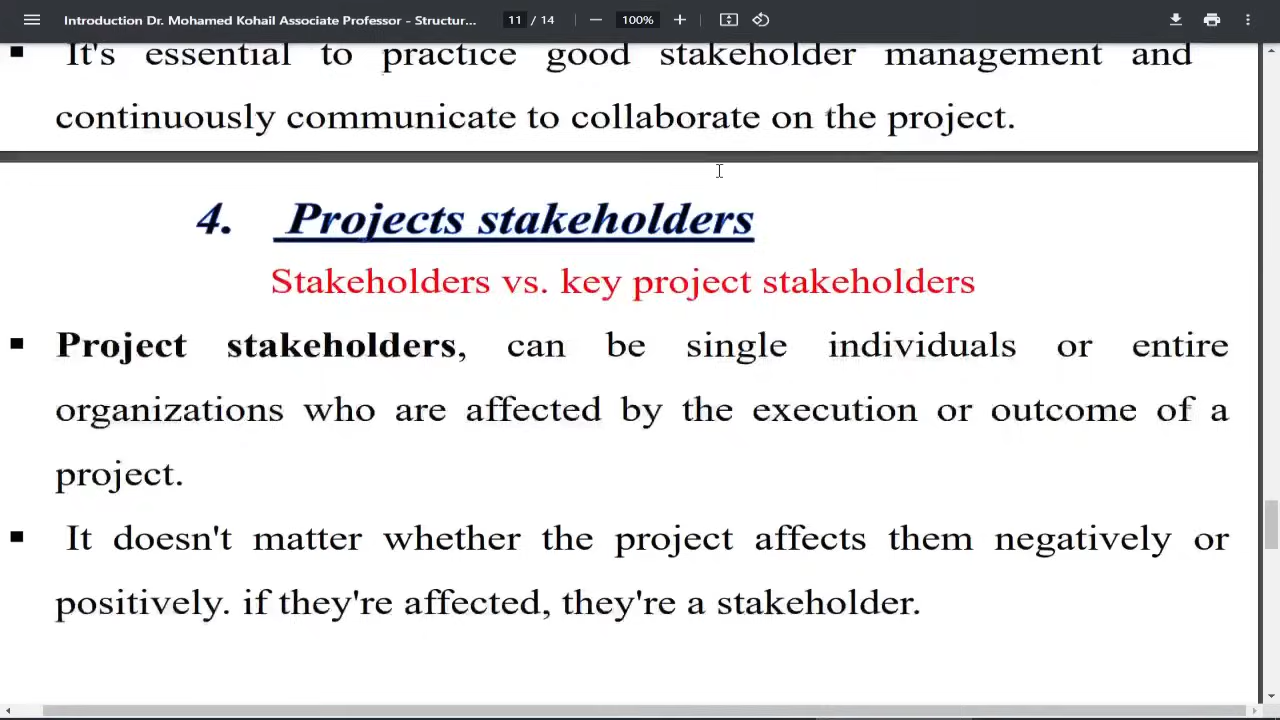 Introduction Dr. Mohamed Kohail Associate Professor - Structur...
11 / 14
100%
It's essential to practice good stakeholder management and
continuously communicate to collaborate on the project.
4. Projects stakeholders
Stakeholders vs. key project stakeholders
▪ Project stakeholders, can be single individuals or entire
organizations who are affected by the execution or outcome of a
project.
▪ It doesn't matter whether the project affects them negatively or
positively. if they're affected, they're a stakeholder.